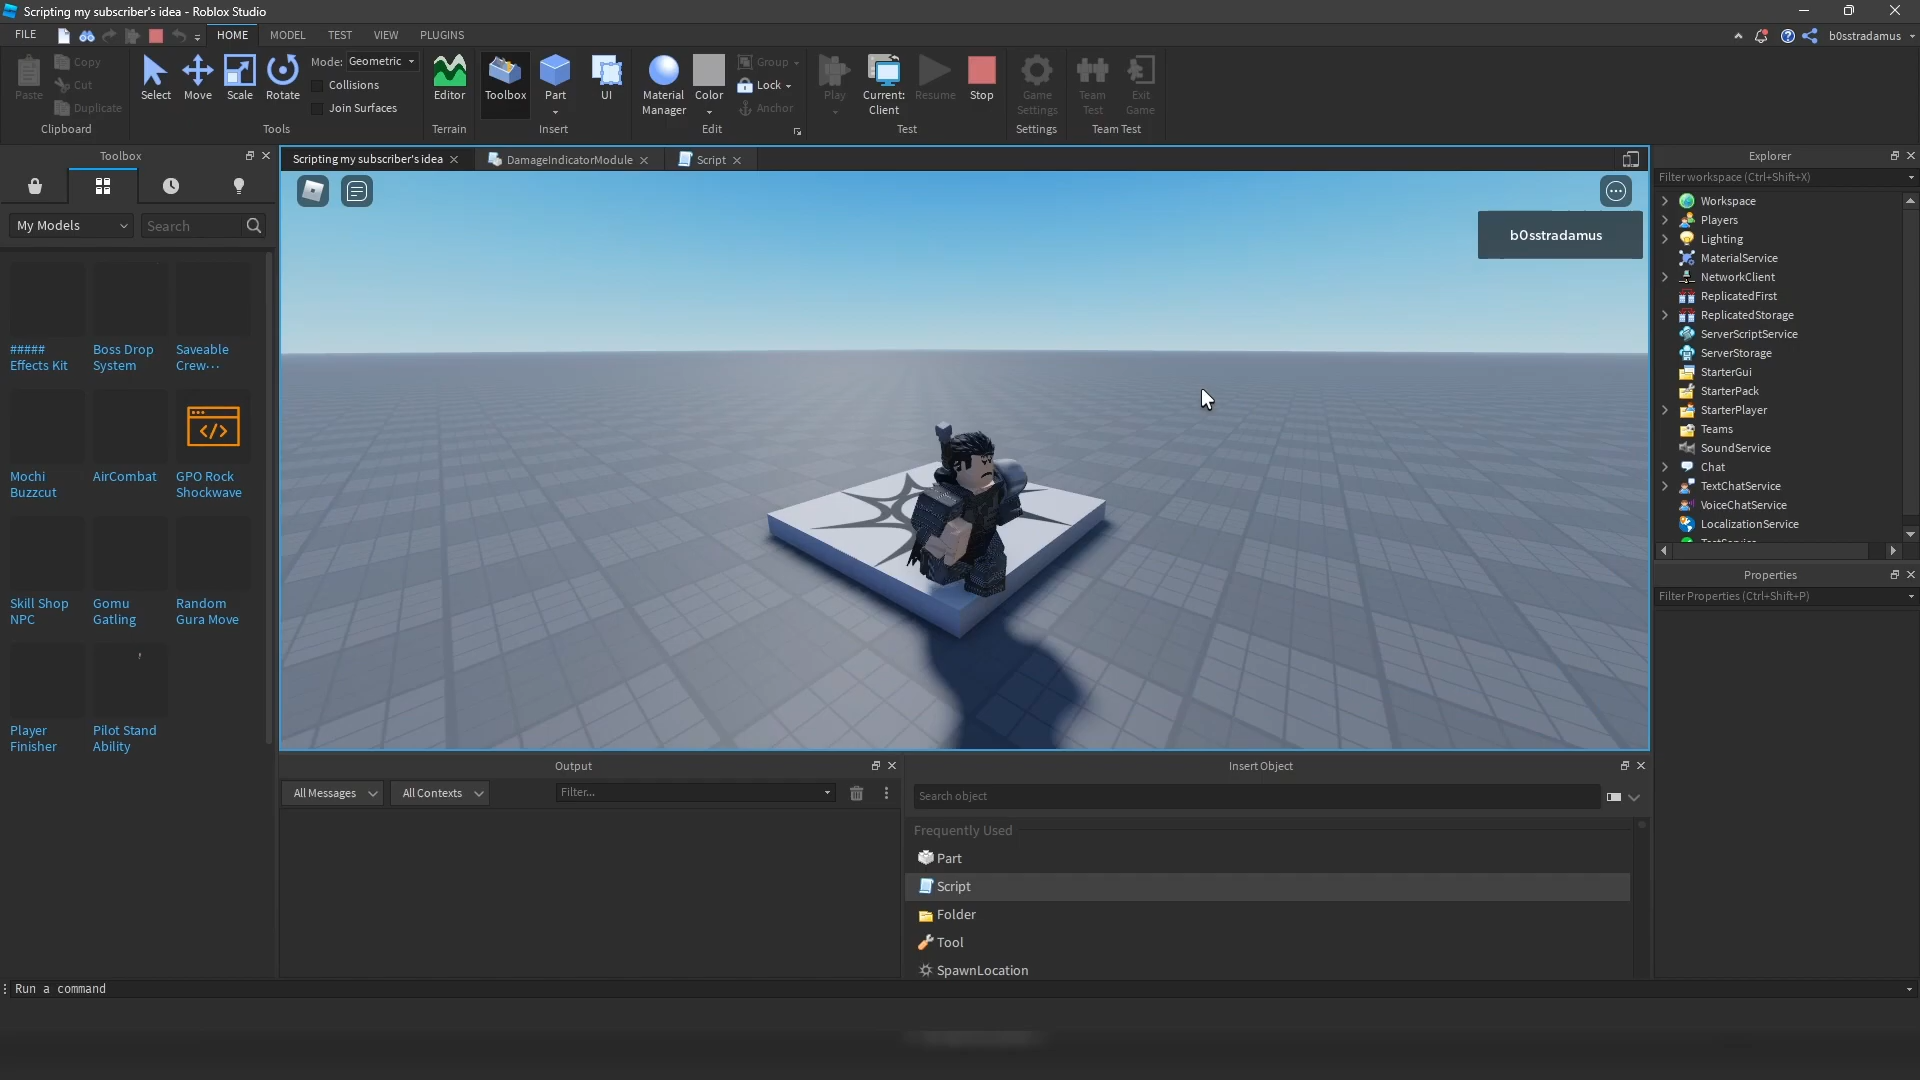 Scripting my subscriber's idea - Roblox Studio
FILE
HOME
MODEL
TEST
VIEW
PLUGINS
b0sstradamus
Paste
Copy
Cut
Duplicate
Clipboard
Select
Move
Scale
Rotate
Mode: Geometric
Collisions
Join Surfaces
Tools
Editor
Terrain
Toolbox
Part
UI
Insert
Material
Manager
Color
Group
Lock
Anchor
Edit
Play
Current:
Client
Resume
Stop
Test
Game
Settings
Settings
Team
Test
Exit
Game
Team Test
Toolbox
My Models
Search
#####
Effects Kit
Boss Drop
System
Saveable
Crew...
Mochi
Buzzcut
AirCombat
GPO Rock
Shockwave
Skill Shop
NPC
Gomu
Gatling
Random
Gura Move
Player
Finisher
Pilot Stand
Ability
Scripting my subscriber's idea
DamageIndicatorModule
Script
b0sstradamus
Explorer
Filter workspace (Ctrl+Shift+X)
Workspace
Players
Lighting
MaterialService
NetworkClient
ReplicatedFirst
ReplicatedStorage
ServerScriptService
ServerStorage
StarterGui
StarterPack
StarterPlayer
Teams
SoundService
Chat
TextChatService
VoiceChatService
LocalizationService
TestService
Properties
Filter Properties (Ctrl+Shift+P)
Output
All Messages
All Contexts
Filter...
Insert Object
Search object
Frequently Used
Part
Script
Folder
Tool
SpawnLocation
Run a command